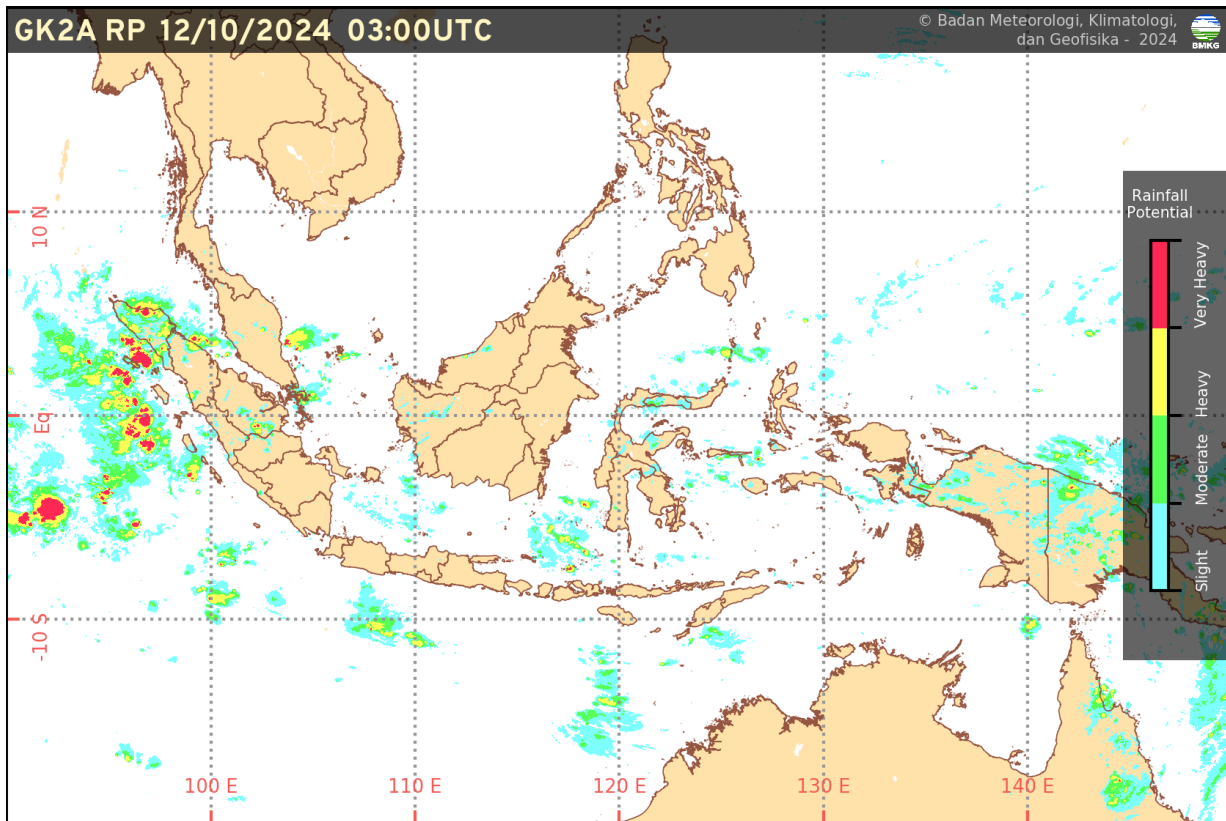 GK2A RP 12/10/2024 03:00UTC
© Badan Meteorologi, Klimatologi,
dan Geofisika - 2024
BMKG
Rainfall
Potential
Very Heavy
Heavy
Moderate
Slight
10 N
Eq
-10 S
100 E
110 E
120 E
130 E
140 E